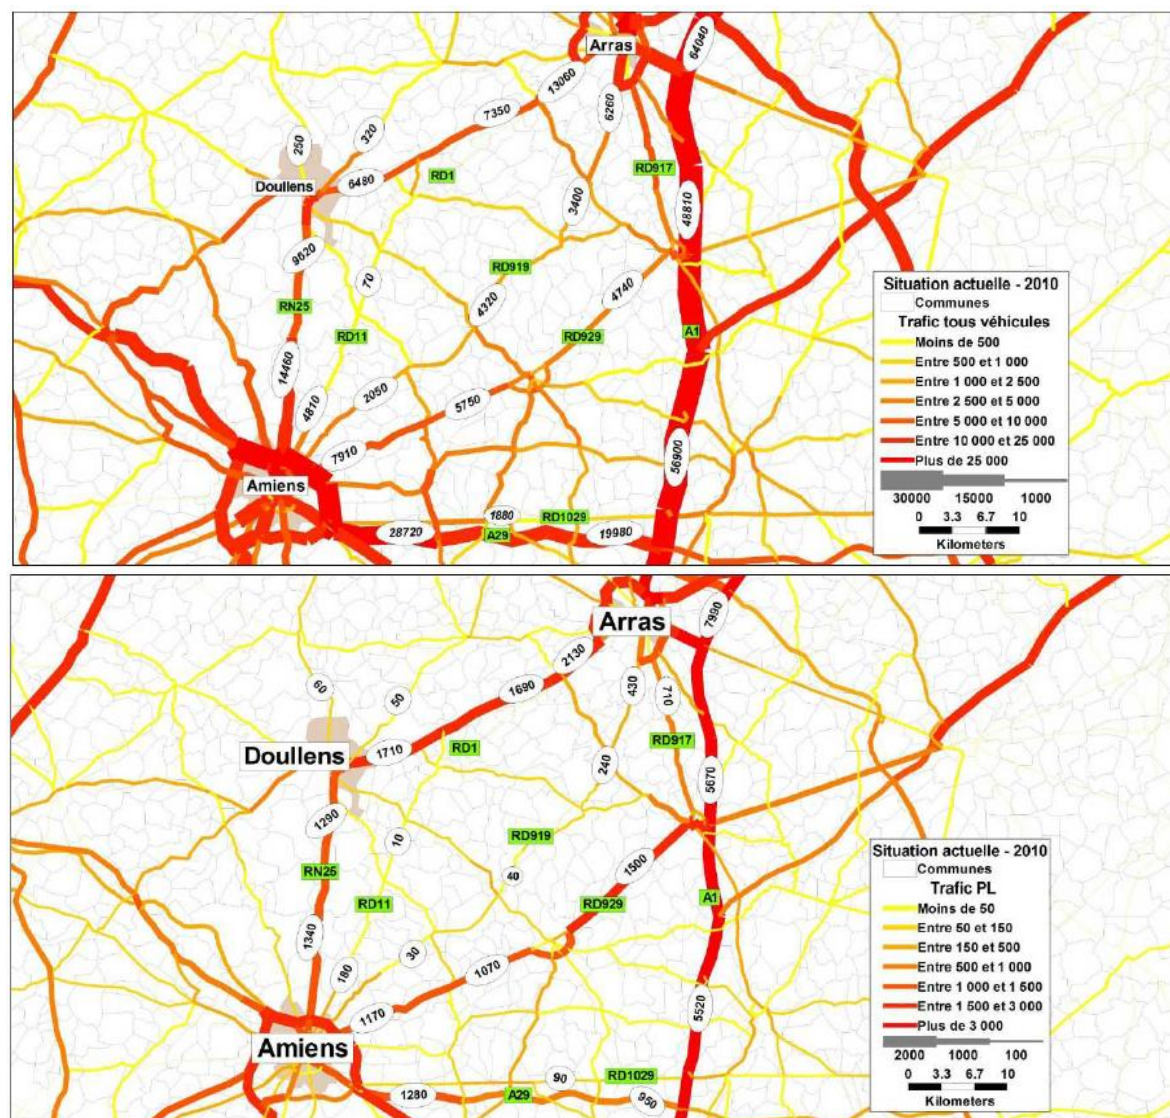 64040
Arras
13060
7350
6260
320
250
RD917
RD1
Doullens
6480
3400
48810
9620
RD919
70
4740
4320
RN25
RD11
RD929
A1
14460
2050
5750
4810
7910
56900
Amiens
1880
RD1029
28720
A29
19980
Situation actuelle - 2010
Communes
Trafic tous véhicules
Moins de 500
Entre 500 et 1 000
Entre 1 000 et 2 500
Entre 2 500 et 5 000
Entre 5 000 et 10 000
Entre 10 000 et 25 000
Plus de 25 000
30000 15000 1000
0 3.3 6.7 10
Kilometers
7990
Arras
2130
1690
430
710
60
50
RD917
RD1
Doullens
1710
240
5670
1290
10
RD919
1500
40
RN25
RD11
RD929
A1
1340
30
1070
180
1170
5520
Amiens
90
RD1029
1280
A29
950
Situation actuelle - 2010
Communes
Trafic PL
Moins de 50
Entre 50 et 150
Entre 150 et 500
Entre 500 et 1 000
Entre 1 000 et 1 500
Entre 1 500 et 3 000
Plus de 3 000
2000 1000 100
0 3.3 6.7 10
Kilometers